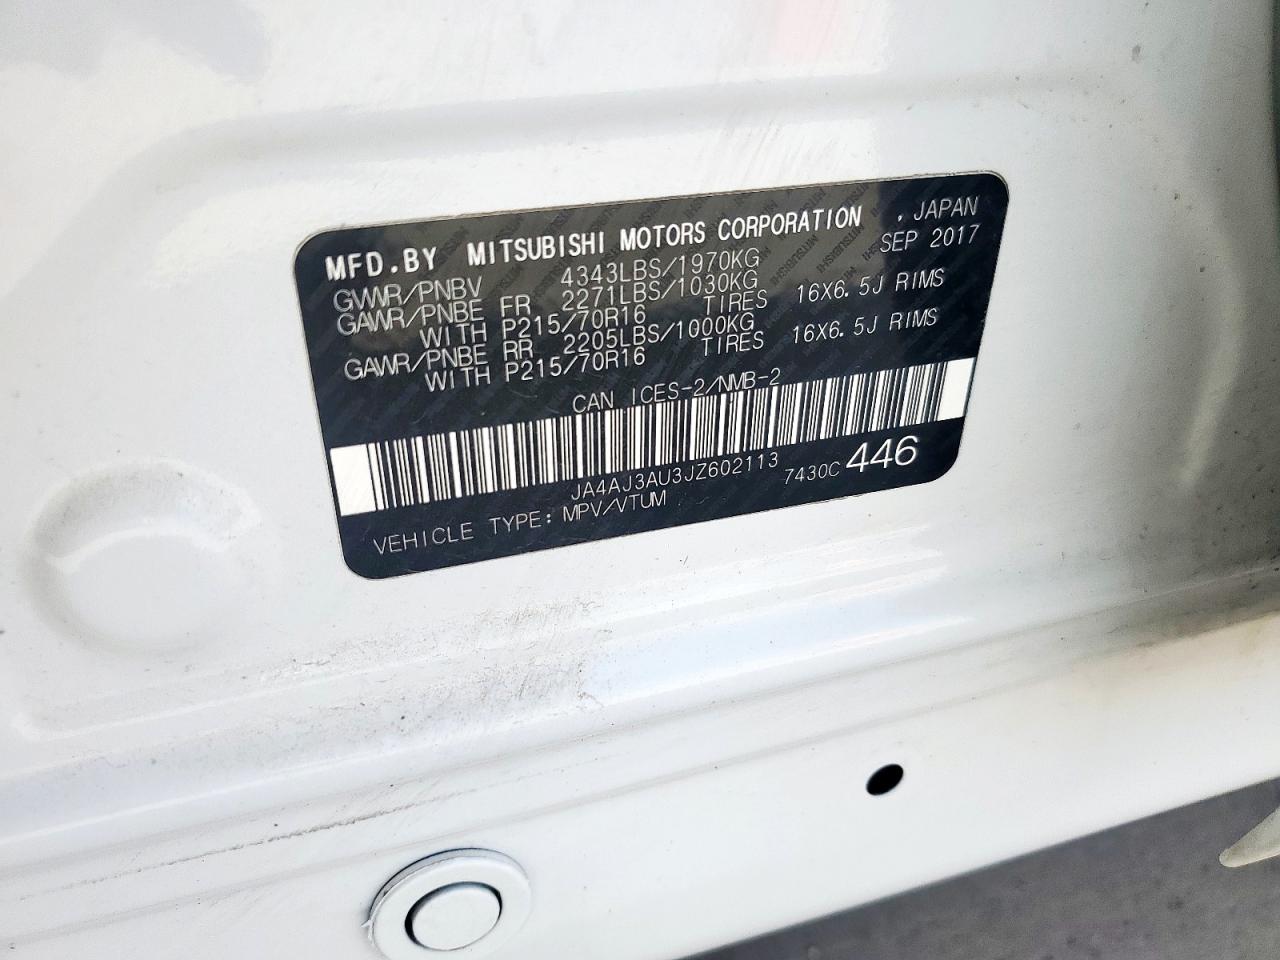 MFD.BY MITSUBISHI MOTORS CORPORATION , JAPAN
SEP 2017
GVWR/PNBV 4343LBS/1970KG
GAWR/PNBE FR 2271LBS/1030KG
WITH P215/70R16 TIRES 16X6.5J RIMS
GAWR/PNBE RR 2205LBS/1000KG
WITH P215/70R16 TIRES 16X6.5J RIMS
CAN ICES-2/NMB-2
JA4AJ3AU3JZ602113 7430C 446
VEHICLE TYPE: MPV/VTUM